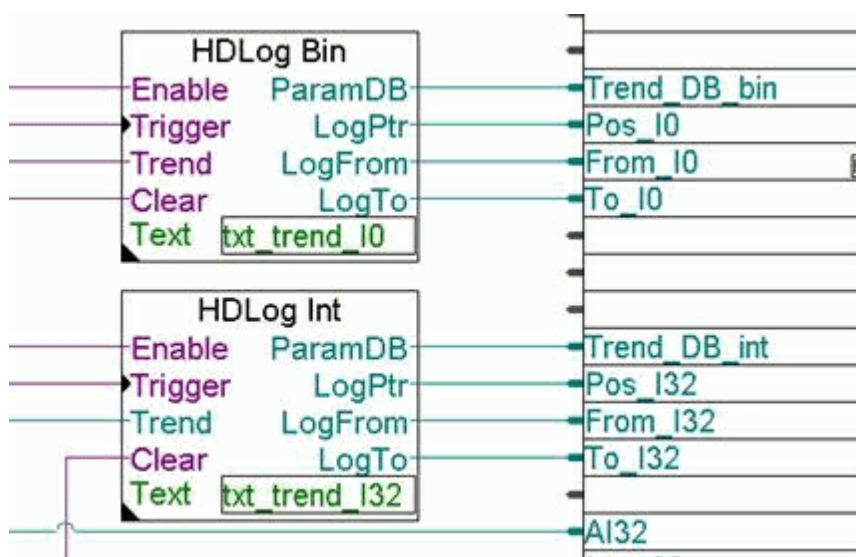 HDLog Bin
Enable ParamDB Trend_DB_bin
Trigger LogPtr Pos_I0
Trend LogFrom From_I0
Clear LogTo To_I0
Text txt_trend_I0
HDLog Int
Enable ParamDB Trend_DB_int
Trigger LogPtr Pos_I32
Trend LogFrom From_I32
Clear LogTo To_I32
Text txt_trend_I32
AI32